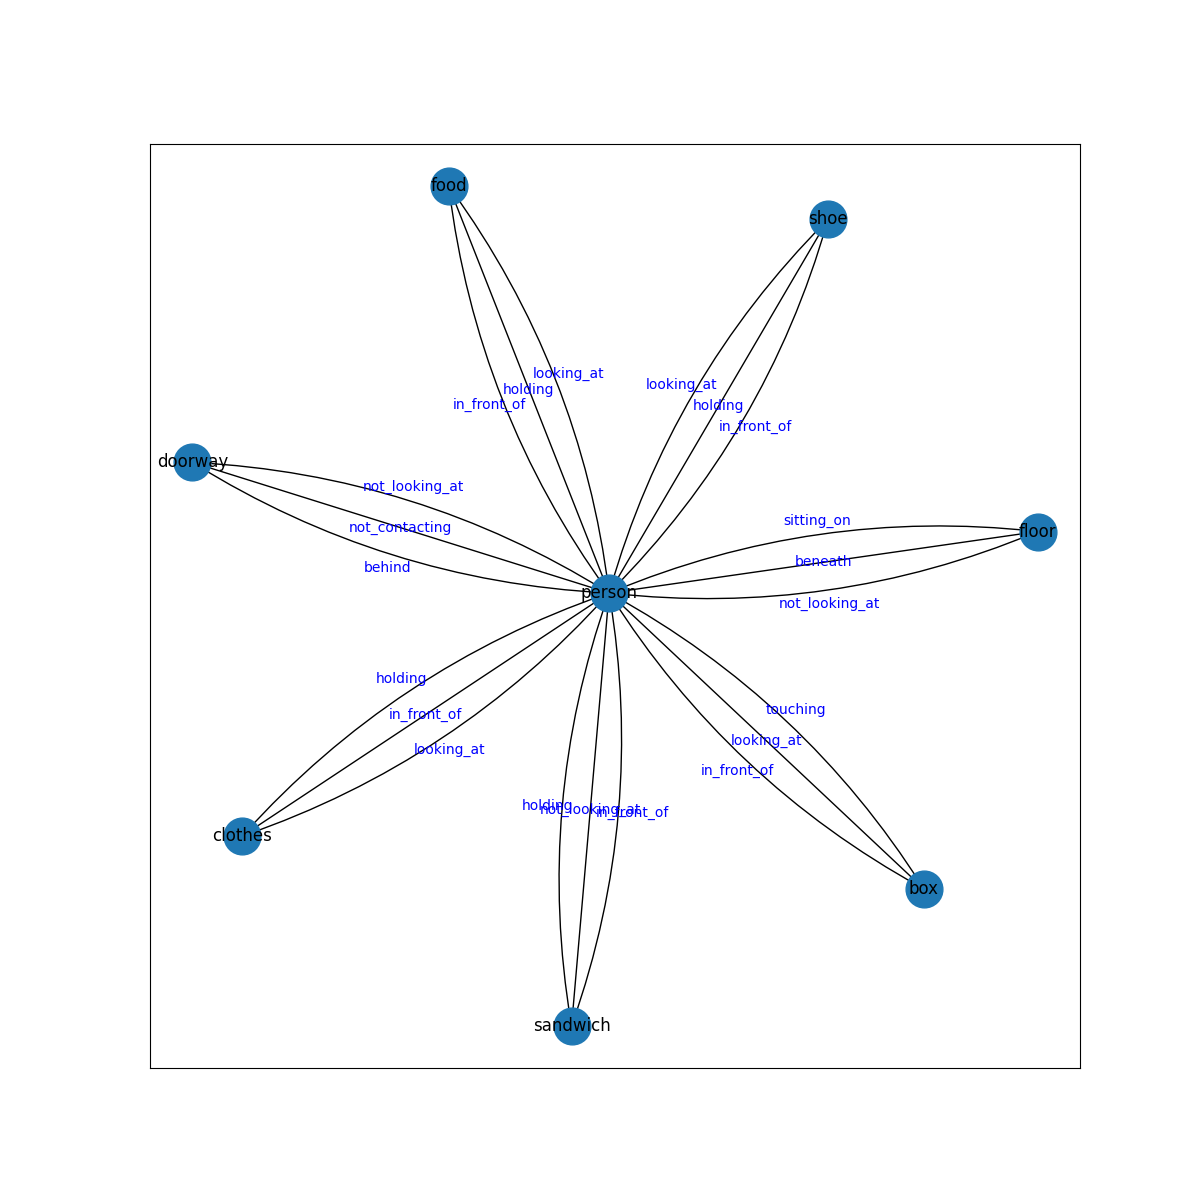 food
shoe
looking_at
holding
in_front_of
looking_at
holding
in_front_of
doorway
not_looking_at
not_contacting
behind
sitting_on
beneath
not_looking_at
floor
person
holding
in_front_of
looking_at
touching
looking_at
in_front_of
holding
not_looking_at
in_front_of
clothes
box
sandwich